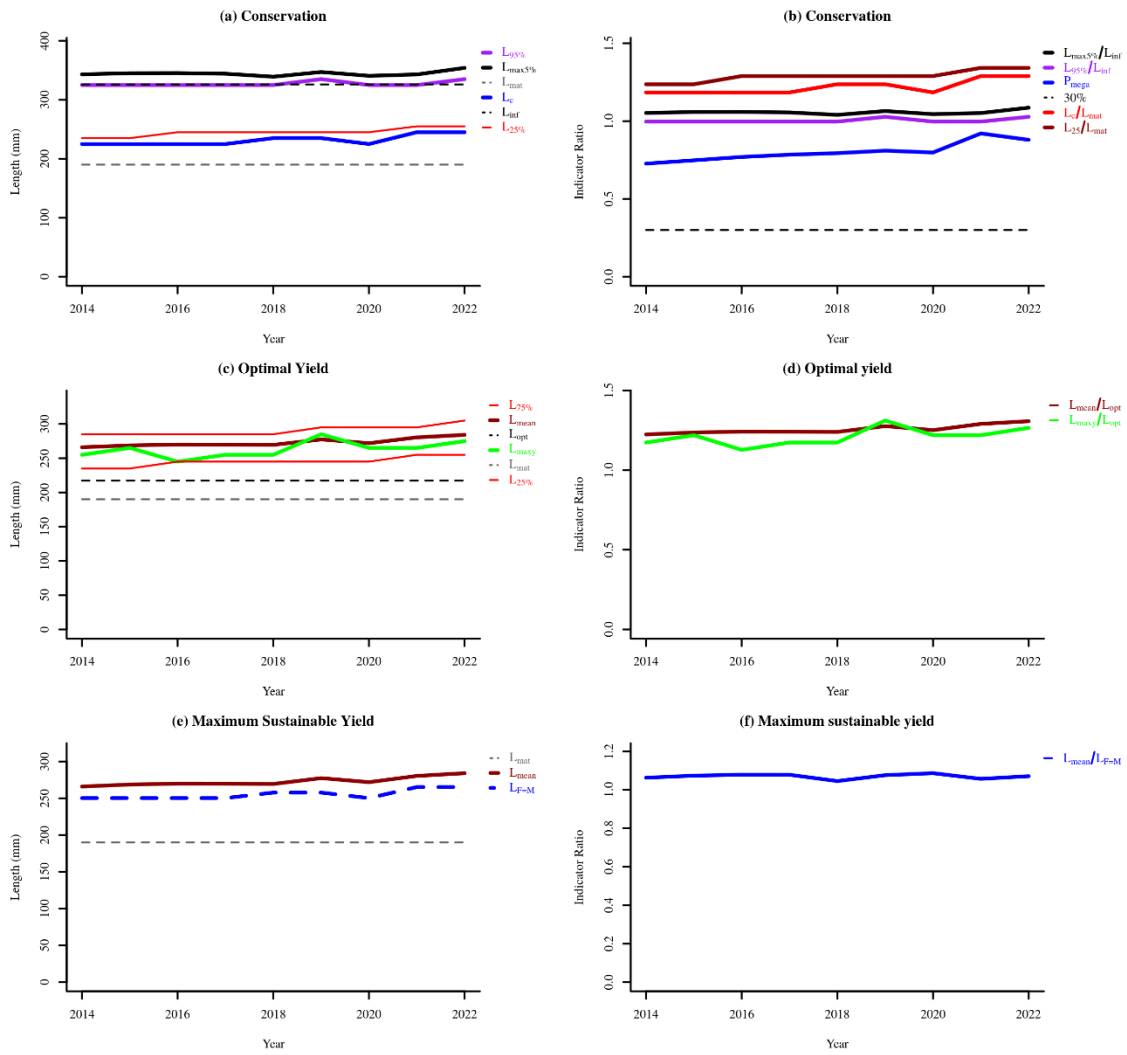 (a) Conservation
400
300
200
100
0
Length (mm)
2014 2016 2018 2020 2022
Year
L95%
Lmax5%
Lmat
Lc
Linf
L25%
(b) Conservation
1.5
1.0
0.5
0.0
Indicator Ratio
2014 2016 2018 2020 2022
Year
Lmax5%/Linf
L95%/Linf
Pmega
30%
Lc/Lmat
L25/Lmat
(c) Optimal Yield
300
250
200
150
100
50
0
Length (mm)
2014 2016 2018 2020 2022
Year
L75%
Lmean
Lopt
Lmaxy
Lmat
L25%
(d) Optimal yield
1.5
1.0
0.5
0.0
Indicator Ratio
2014 2016 2018 2020 2022
Year
Lmean/Lopt
Lmaxy/Lopt
(e) Maximum Sustainable Yield
300
250
200
150
100
50
0
Length (mm)
2014 2016 2018 2020 2022
Year
Lmat
Lmean
LF=M
(f) Maximum sustainable yield
1.2
1.0
0.8
0.6
0.4
0.2
0.0
Indicator Ratio
2014 2016 2018 2020 2022
Year
Lmean/LF=M